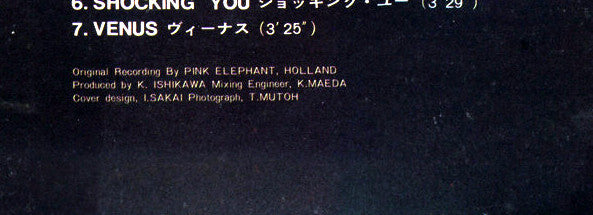 6. SHOCKING YOU ショッキング・ユー (3'29")
7. VENUS ヴィーナス (3'25")
Original Recording By PINK ELEPHANT, HOLLAND
Produced by K. ISHIKAWA Mixing Engineer, K.MAEDA
Cover design, I.SAKAI Photograph, T.MUTOH